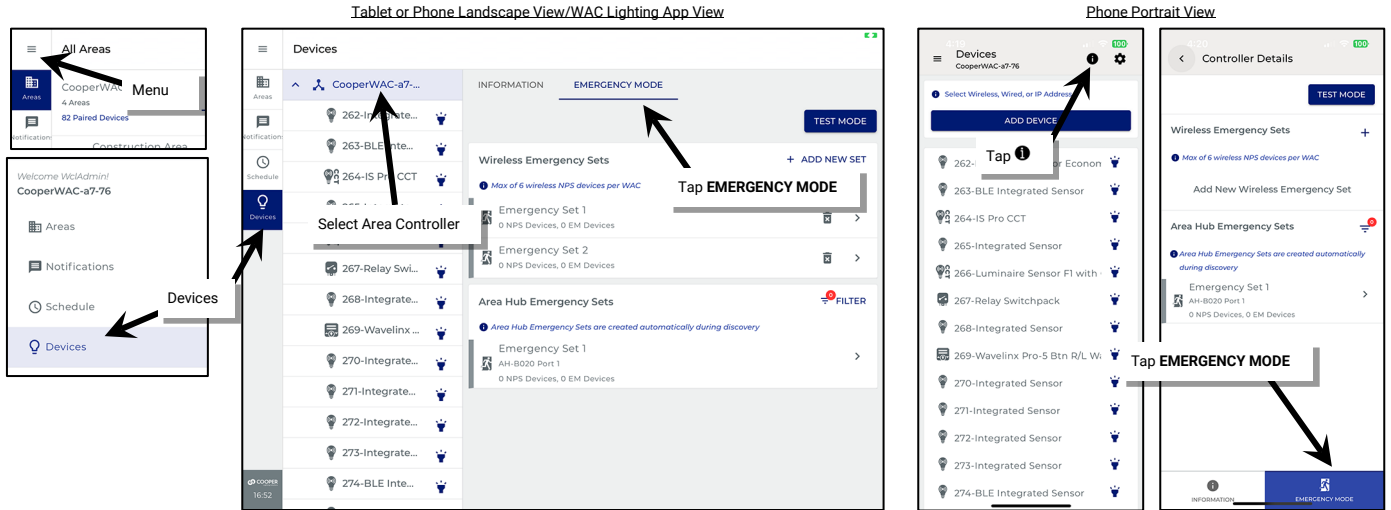 Tablet or Phone Landscape View/WAC Lighting App View
Phone Portrait View
All Areas
Areas
CooperWAC
4 Areas
82 Paired Devices
Menu
Construction Area
Welcome WclAdmin!
CooperWAC-a7-76
Areas
Notifications
Schedule
Devices
Devices
Devices
Areas
Notifications
Schedule
Devices
COOPER
16:52
CooperWAC-a7-...
263-BLE
264-IS Pro CCT
Select Area Controller
267-Relay Swi...
268-Integrate...
269-Wavelinx ...
270-Integrate...
271-Integrate...
272-Integrate...
273-Integrate...
274-BLE Inte...
INFORMATION
EMERGENCY MODE
TEST MODE
Wireless Emergency Sets
+ ADD NEW SET
Max of 6 wireless NPS devices per WAC
Tap EMERGENCY MODE
Emergency Set 1
0 NPS Devices, 0 EM Devices
Emergency Set 2
0 NPS Devices, 0 EM Devices
Area Hub Emergency Sets
0
FILTER
Area Hub Emergency Sets are created automatically during discovery
Emergency Set 1
AH-B020 Port 1
0 NPS Devices, 0 EM Devices
100
Devices
CooperWAC-a7-76
Select Wireless, Wired, or IP Address
ADD DEVICE
Tap
262-
Econom
263-BLE Integrated Sensor
264-IS Pro CCT
265-Integrated Sensor
266-Luminaire Sensor F1 with
267-Relay Switchpack
268-Integrated Sensor
269-Wavelinx Pro-5 Btn R/L
270-Integrated Sensor
271-Integrated Sensor
272-Integrated Sensor
273-Integrated Sensor
274-BLE Integrated Sensor
4:20
100
Controller Details
TEST MODE
Wireless Emergency Sets
+
Max of 6 wireless NPS devices per WAC
Add New Wireless Emergency Set
Area Hub Emergency Sets
0
Area Hub Emergency Sets are created automatically
during discovery
Emergency Set 1
AH-B020 Port 1
0 NPS Devices, 0 EM Devices
Tap EMERGENCY MODE
INFORMATION
EMERGENCY MODE